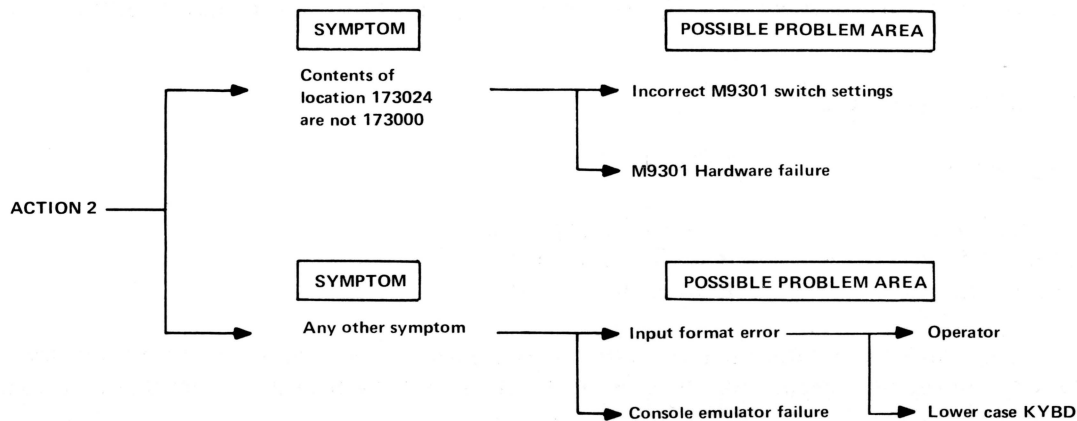 SYMPTOM
POSSIBLE PROBLEM AREA
Contents of
location 173024
are not 173000
Incorrect M9301 switch settings
M9301 Hardware failure
ACTION 2
SYMPTOM
POSSIBLE PROBLEM AREA
Any other symptom
Input format error
Operator
Console emulator failure
Lower case KYBD